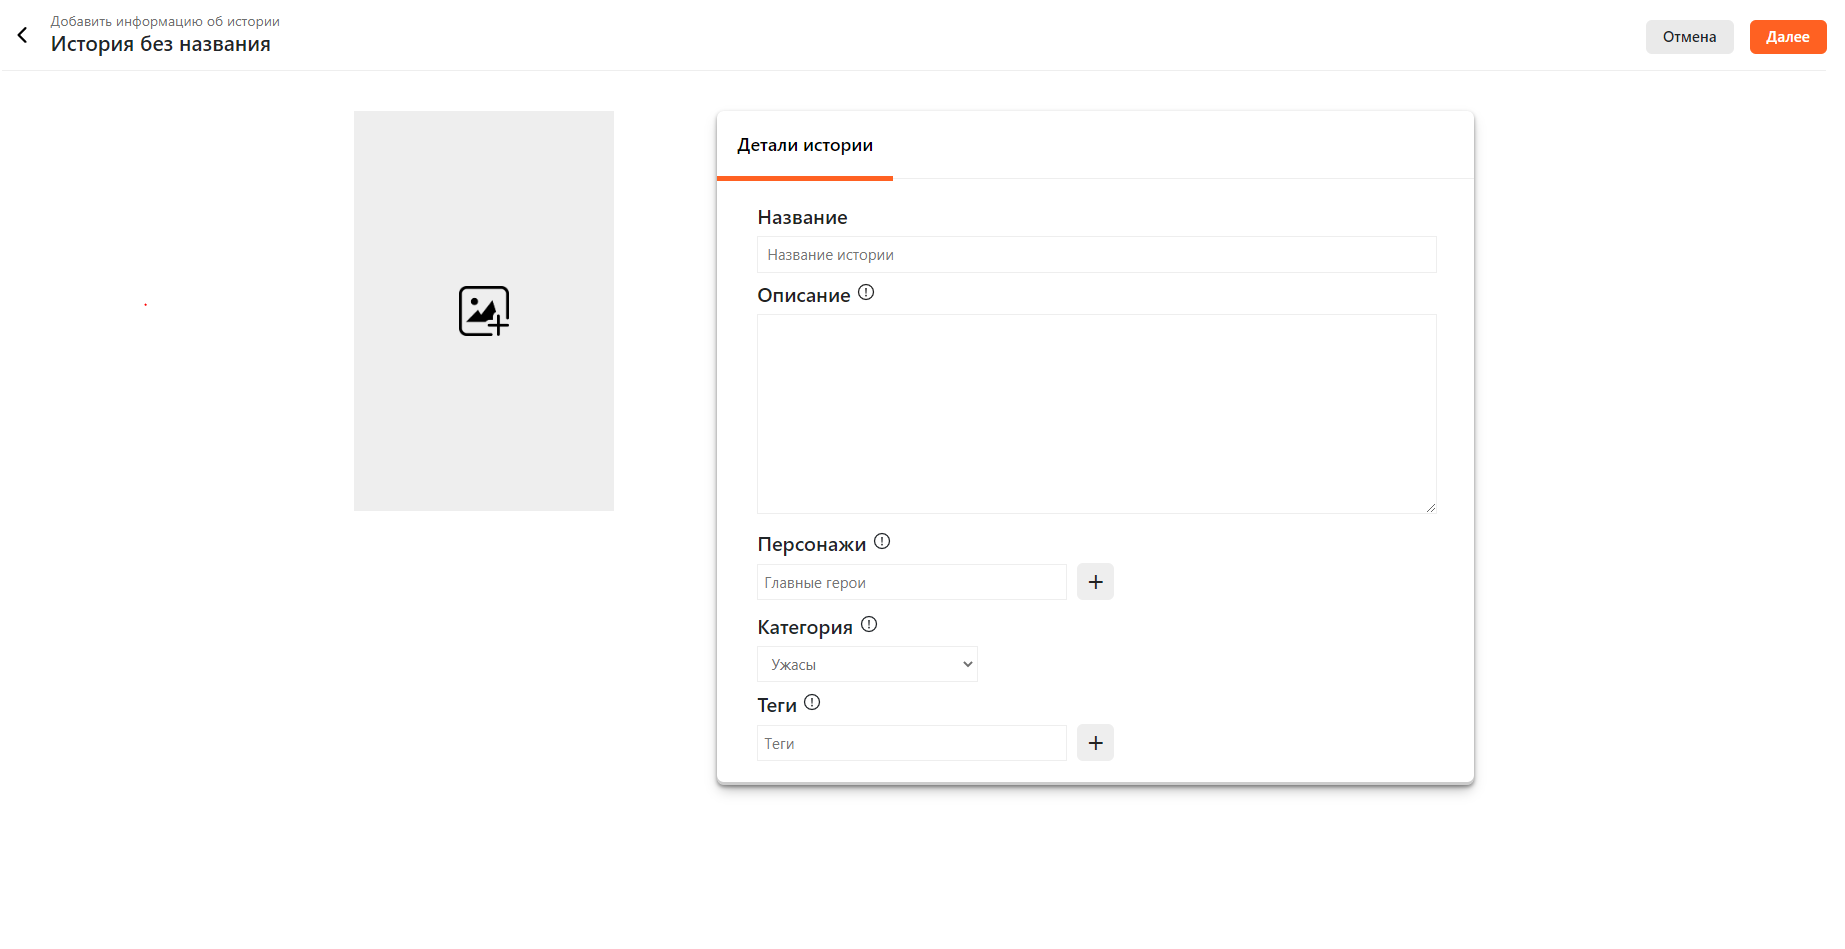 Добавить информацию об истории
История без названия
Отмена
Далее
Детали истории
Название
Название истории
Описание
Персонажи
Главные герои
Категория
Ужасы
Теги
Теги